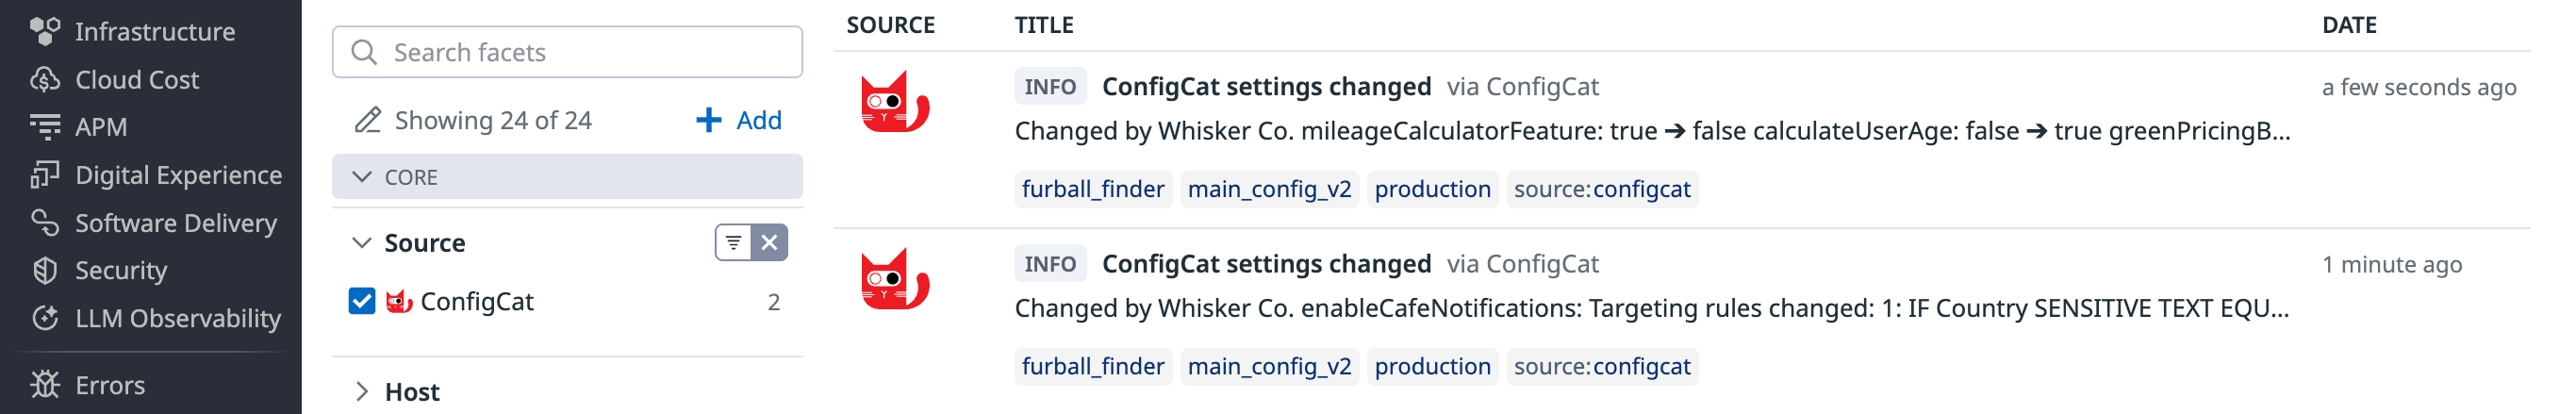 Infrastructure
Cloud Cost
APM
Digital Experience
Software Delivery
Security
LLM Observability
Errors
Search facets
Showing 24 of 24
Add
CORE
Source
ConfigCat 2
Host
SOURCE TITLE DATE
INFO ConfigCat settings changed via ConfigCat a few seconds ago
Changed by Whisker Co. mileageCalculatorFeature: true ➔ false calculateUserAge: false ➔ true greenPricingB...
furball_finder main_config_v2 production source:configcat
INFO ConfigCat settings changed via ConfigCat 1 minute ago
Changed by Whisker Co. enableCafeNotifications: Targeting rules changed: 1: IF Country SENSITIVE TEXT EQU...
furball_finder main_config_v2 production source:configcat